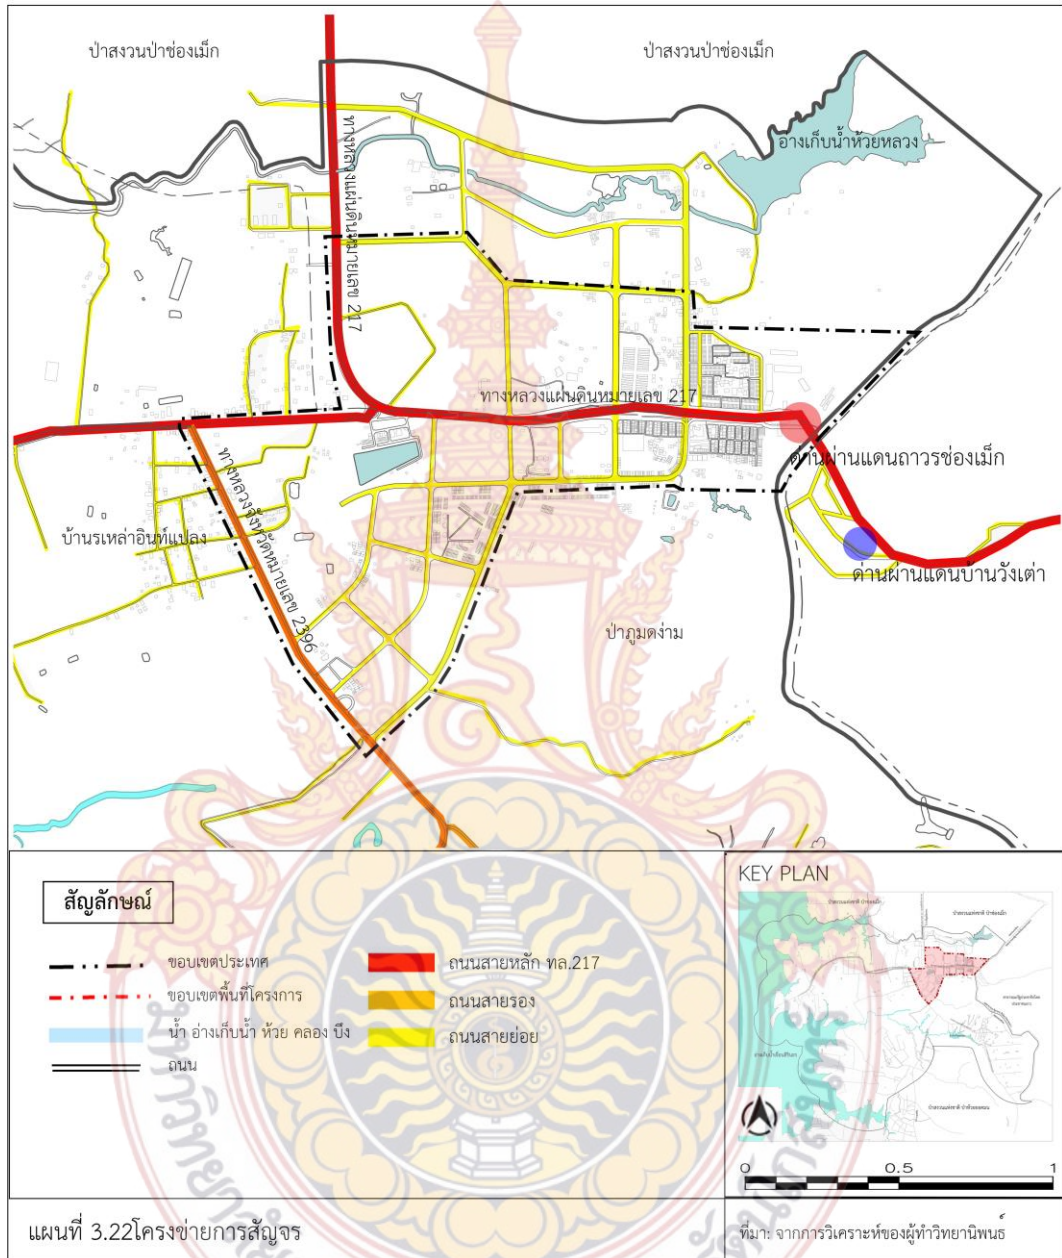 ป่าสงวนป่าช่องเม็ก
ป่าสงวนป่าช่องเม็ก
อ่างเก็บน้ำห้วยหลวง
ทางหลวงแผ่นดินหมายเลข 217
ทางหลวงแผ่นดินหมายเลข 217
ด่านผ่านแดนถาวรช่องเม็ก
ทางหลวงจังหวัดหมายเลข 2396
บ้านรเหล่าอินท์แปลง
ด่านผ่านแดนบ้านวังเต่า
ป่าภูมดง่าม
สัญลักษณ์
ขอบเขตประเทศ
ขอบเขตพื้นที่โครงการ
น้ำ อ่างเก็บน้ำ ห้วย คลอง บึง
ถนน
ถนนสายหลัก ทล.217
ถนนสายรอง
ถนนสายย่อย
KEY PLAN
0 0.5 1
แผนที่ 3.22โครงข่ายการสัญจร
ที่มา: จากการวิเคราะห์ของผู้ทำวิทยานิพนธ์